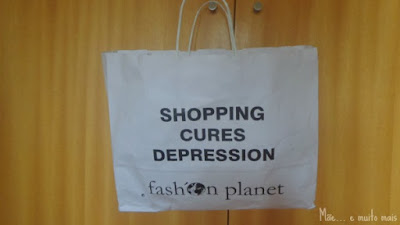 SHOPPING
CURES
DEPRESSION
fashion planet
Mãe... e muito mais